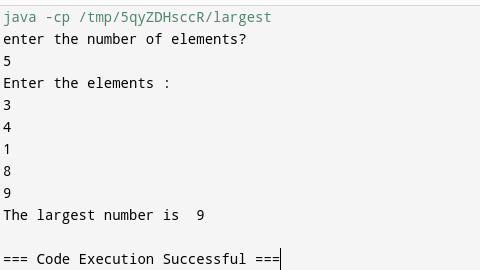 java -cp /tmp/5qyZDHsccR/largest
enter the number of elements?
5
Enter the elements :
3
4
1
8
9
The largest number is  9
=== Code Execution Successful ===